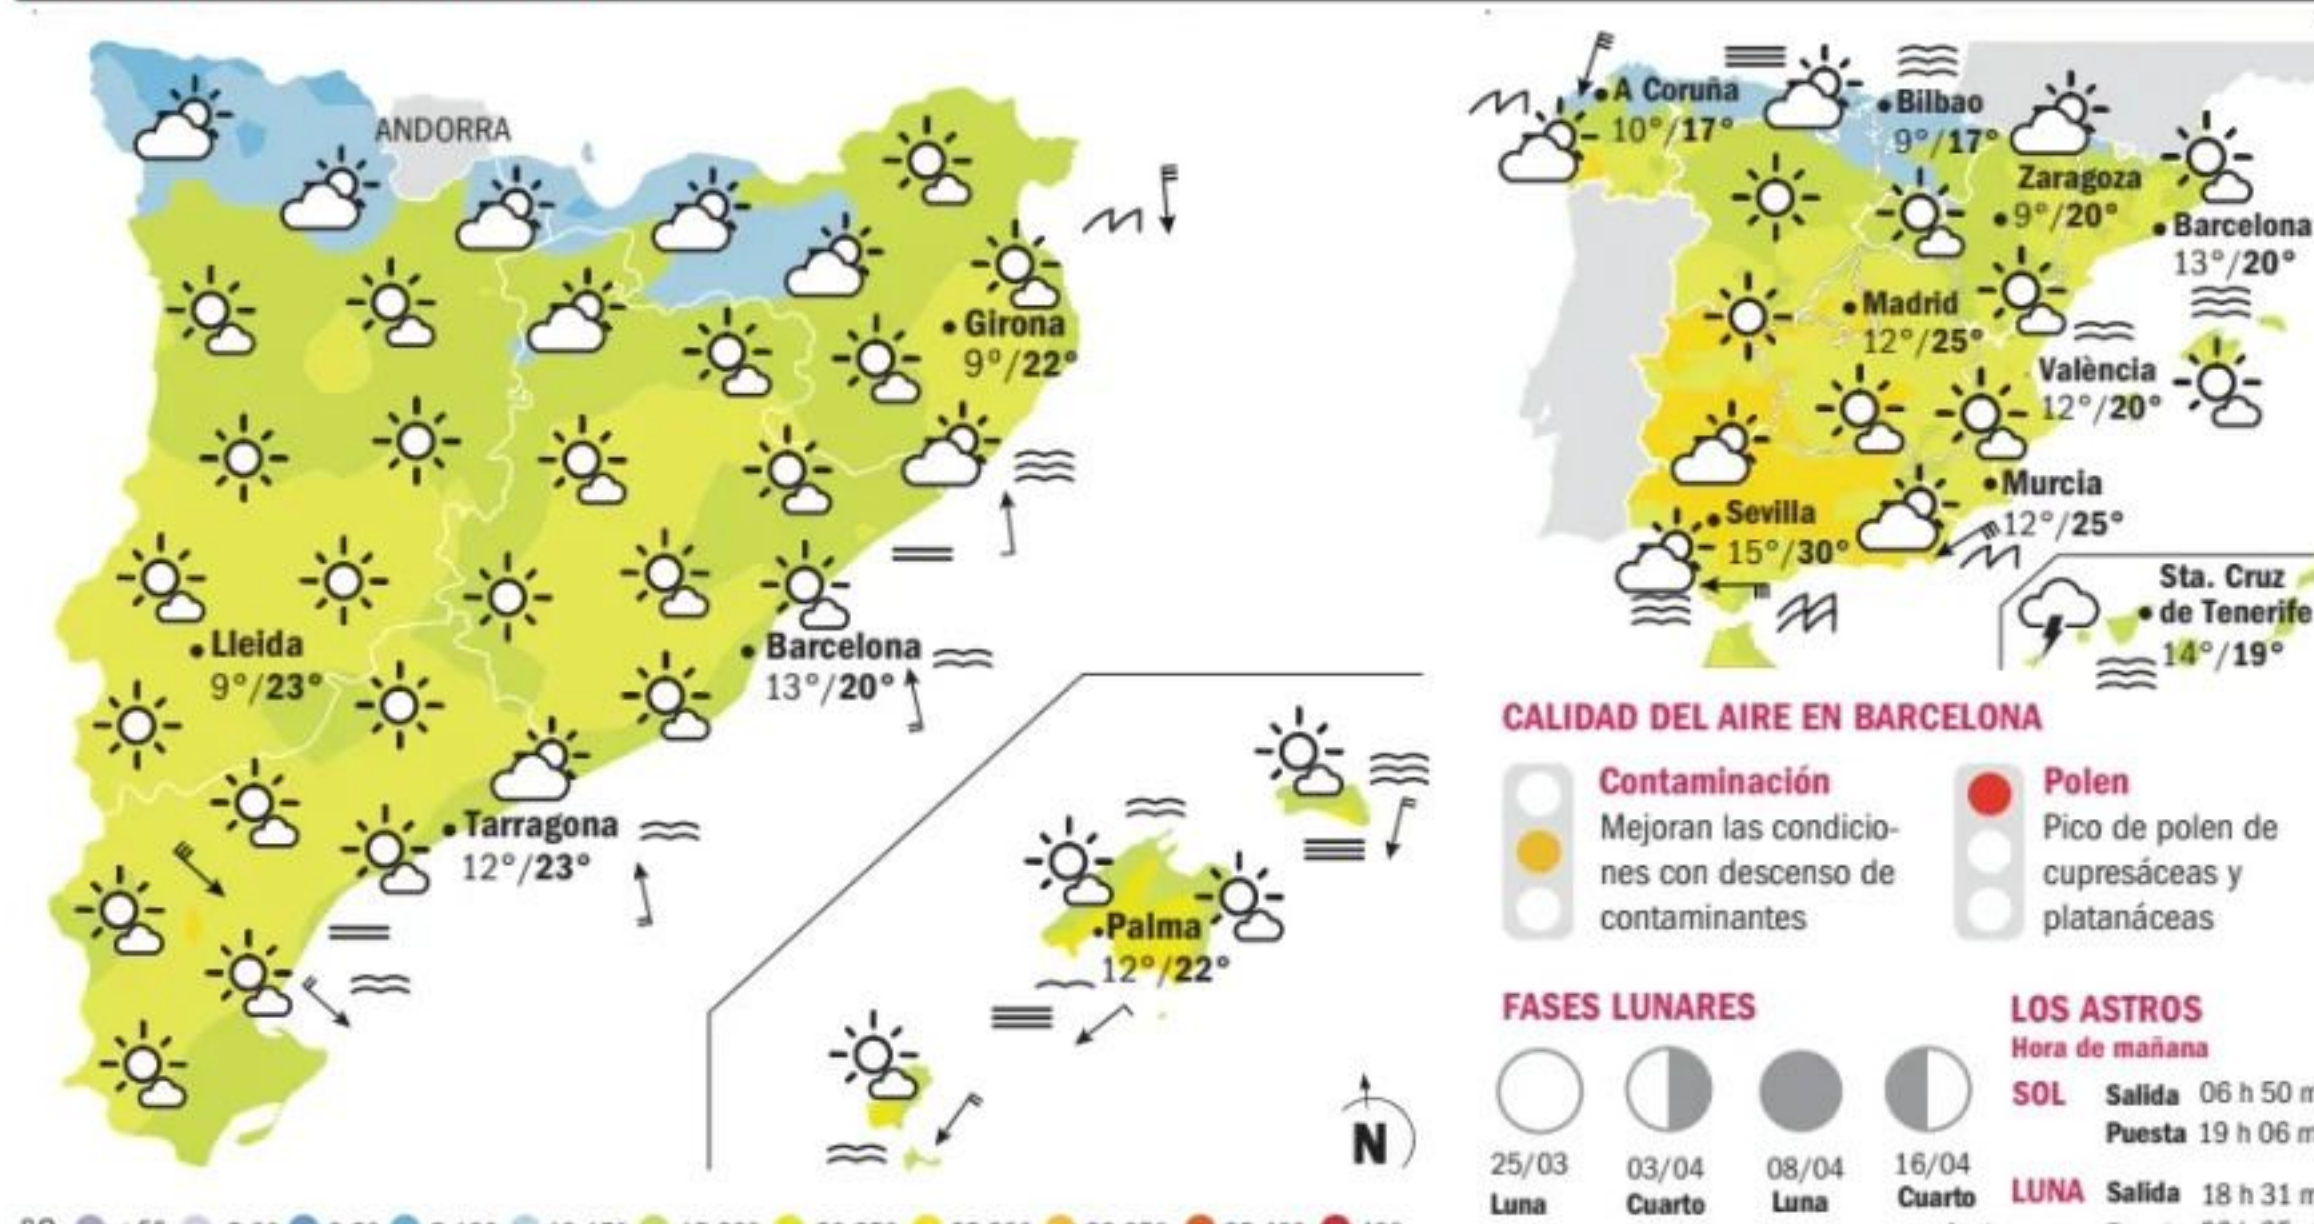 ANDORRA
Girona
9°/22°
Lleida
9°/23°
Barcelona
13°/20°
Tarragona
12°/23°
Palma
12°/22°
N
A Coruña
10°/17°
Bilbao
9°/17°
Zaragoza
9°/20°
Barcelona
13°/20°
Madrid
12°/25°
València
12°/20°
Murcia
12°/25°
Sevilla
15°/30°
Sta. Cruz
de Tenerife
14°/19°
CALIDAD DEL AIRE EN BARCELONA
Contaminación
Mejoran las condicio-
nes con descenso de
contaminantes
Polen
Pico de polen de
cupresáceas y
platanáceas
FASES LUNARES
25/03
Luna
03/04
Cuarto
08/04
Luna
16/04
Cuarto
LOS ASTROS
Hora de mañana
SOL Salida 06 h 50 m
Puesta 19 h 06 m
LUNA Salida 18 h 31 m